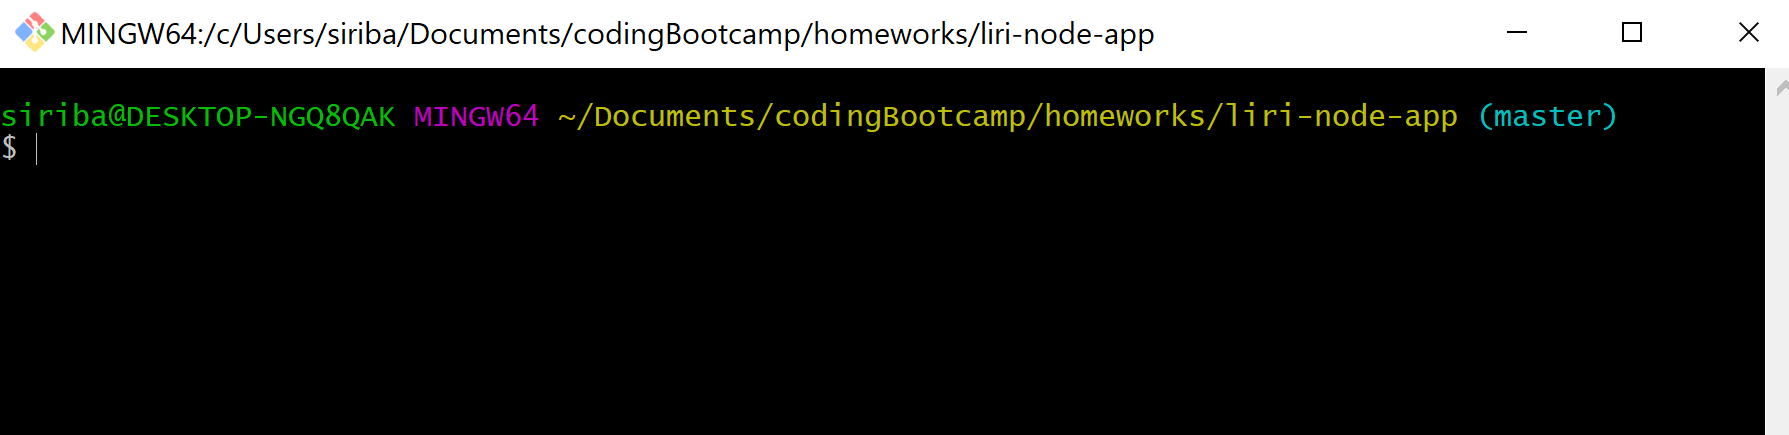 MINGW64:/c/Users/siriba/Documents/codingBootcamp/homeworks/liri-node-app
siriba@DESKTOP-NGQ8QAK MINGW64 ~/Documents/codingBootcamp/homeworks/liri-node-app (master)
$